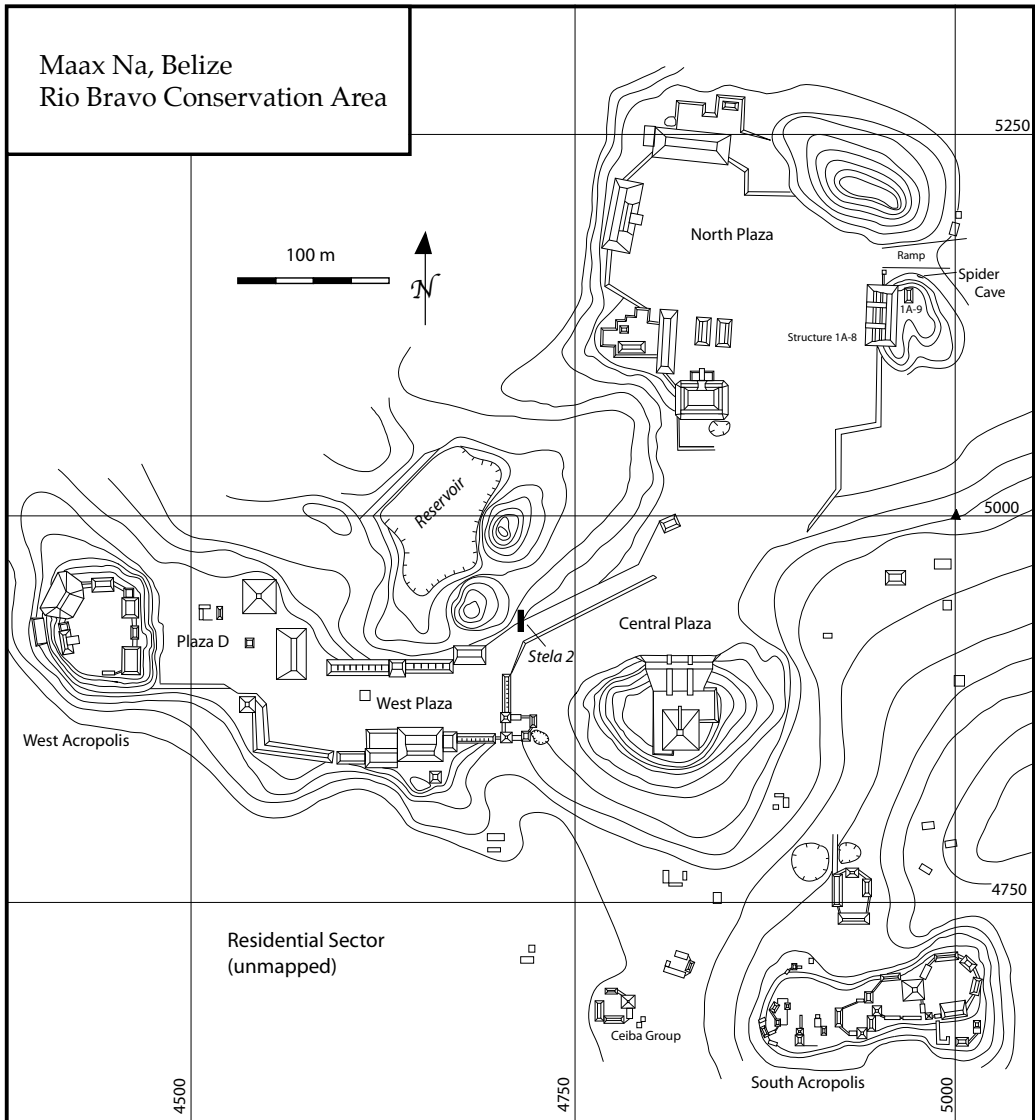 Maax Na, Belize
Rio Bravo Conservation Area
5250
100 m
N
North Plaza
Ramp
Spider
Cave
1A-9
Structure 1A-8
Reservoir
5000
Stela 2
Central Plaza
Plaza D
West Plaza
West Acropolis
4750
Residential Sector
(unmapped)
Ceiba Group
South Acropolis
4500
4750
5000